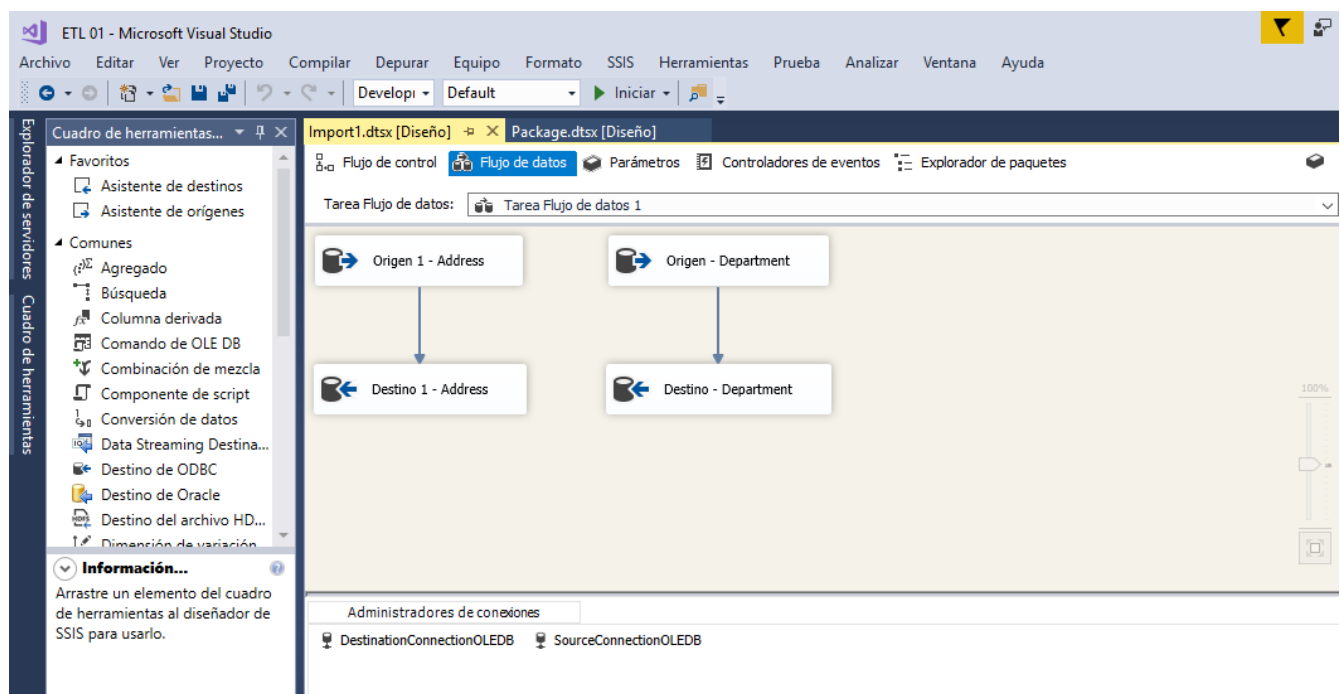 ETL 01 - Microsoft Visual Studio
Archivo Editar Ver Proyecto Compilar Depurar Equipo Formato SSIS Herramientas Prueba Analizar Ventana Ayuda
Developi Default Iniciar
Explorador de servidores
Cuadro de herramientas
Cuadro de herramientas...
Favoritos
Asistente de destinos
Asistente de orígenes
Comunes
Agregado
Búsqueda
Columna derivada
Comando de OLE DB
Combinación de mezcla
Componente de script
Conversión de datos
Data Streaming Destina...
Destino de ODBC
Destino de Oracle
Destino del archivo HD...
Dimensión de variación
Información...
Arrastre un elemento del cuadro
de herramientas al diseñador de
SSIS para usarlo.
Import1.dtsx [Diseño] Package.dtsx [Diseño]
Flujo de control Flujo de datos Parámetros Controladores de eventos Explorador de paquetes
Tarea Flujo de datos: Tarea Flujo de datos 1
Origen 1 - Address Origen - Department
Destino 1 - Address Destino - Department
100%
Administradores de conexiones
DestinationConnectionOLEDB SourceConnectionOLEDB